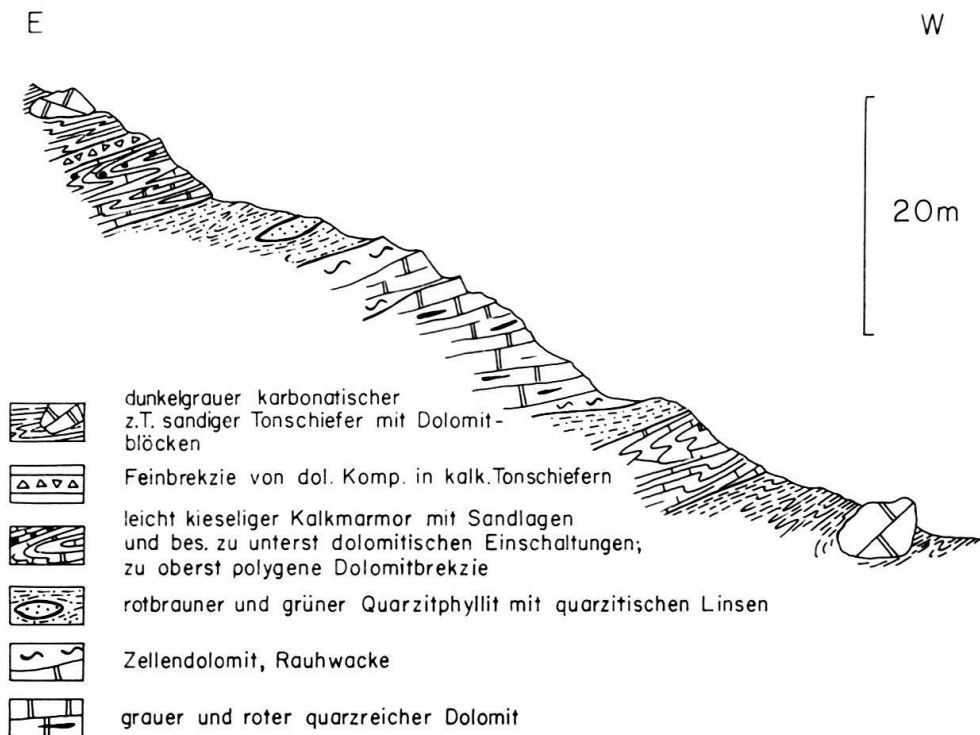 E
W
20m
dunkelgrauer karbonatischer
z.T. sandiger Tonschiefer mit Dolomit-
blöcken
Feinbrekzie von dol. Komp. in kalk. Tonschiefern
leicht kieseliger Kalkmarmor mit Sandlagen
und bes. zu unterst dolomitischen Einschaltungen;
zu oberst polygene Dolomitbrekzie
rotbrauner und grüner Quarzitphyllit mit quarzitischen Linsen
Zellendolomit, Rauhwacke
grauer und roter quarzreicher Dolomit